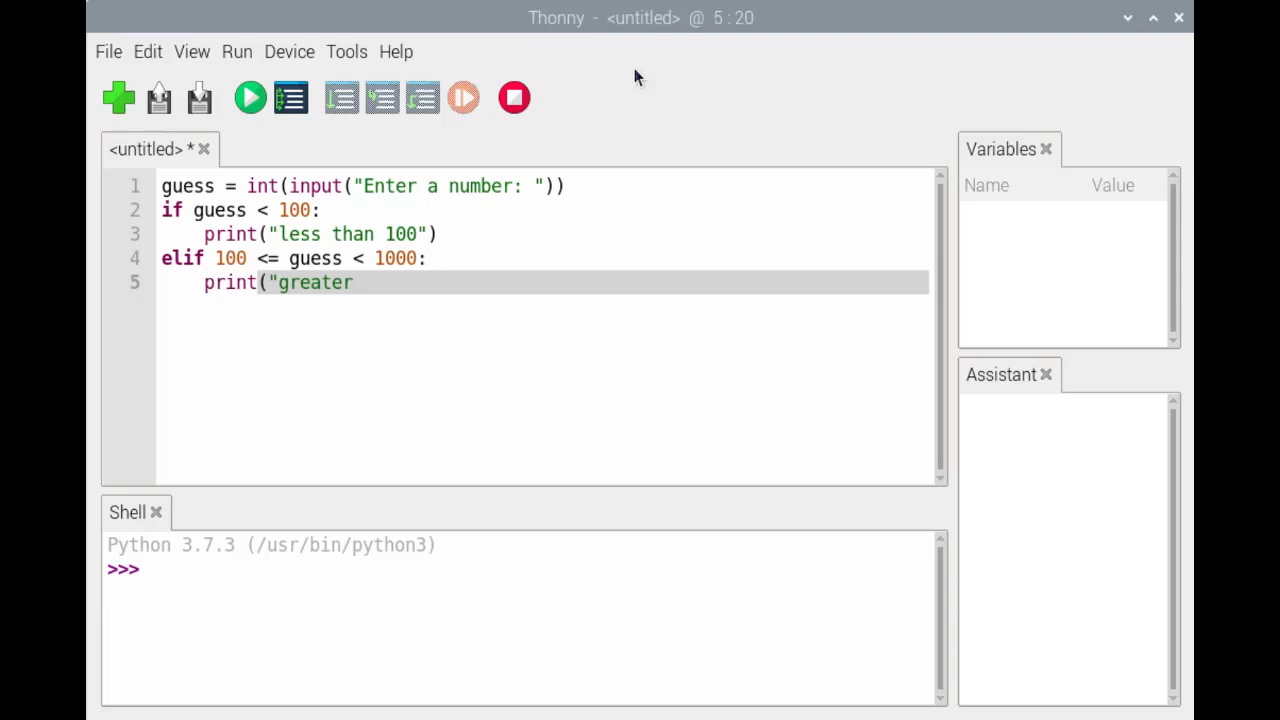 Thonny - <untitled> @ 5:20
File Edit View Run Device Tools Help
<untitled> *
1 guess = int(input("Enter a number: "))
2 if guess < 100:
3     print("less than 100")
4 elif 100 <= guess < 1000:
5     print("greater
Shell
Python 3.7.3 (/usr/bin/python3)
>>>
Variables
Name Value
Assistant